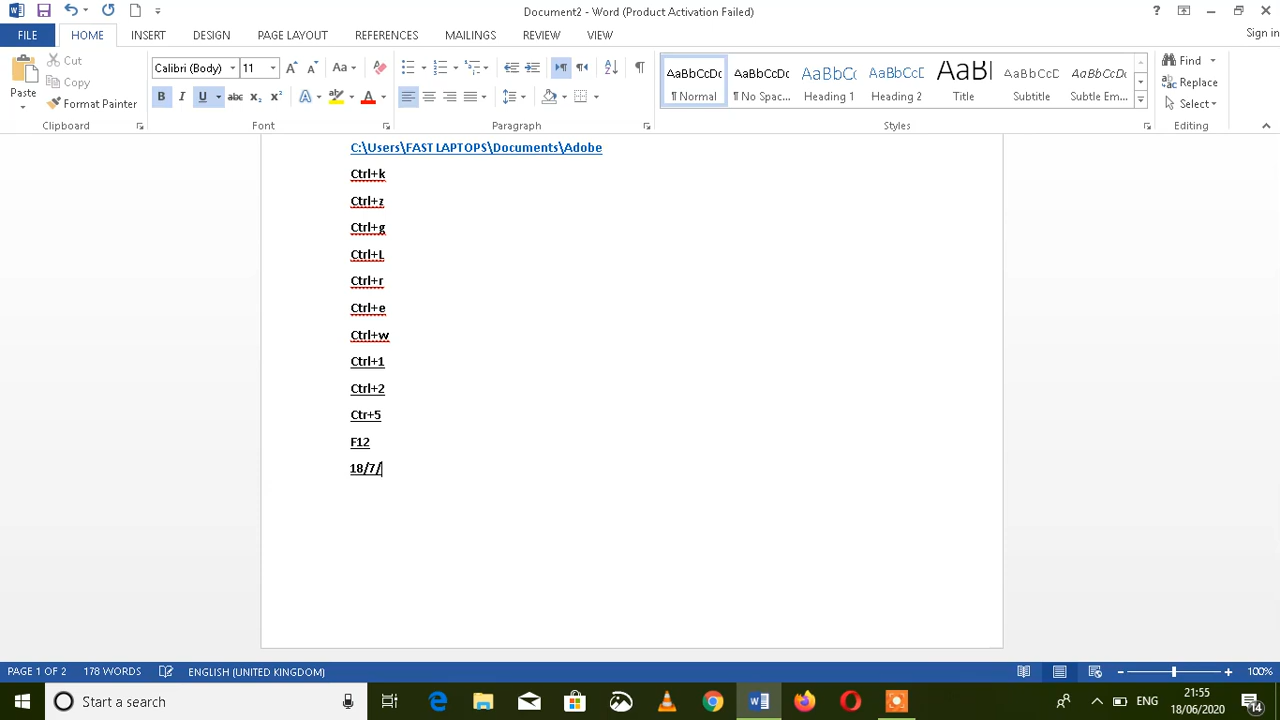 Document2 - Word (Product Activation Failed)
FILE HOME INSERT DESIGN PAGE LAYOUT REFERENCES MAILINGS REVIEW VIEW Sign in
Paste Cut Copy Format Painter
Calibri (Body) 11
AaBbCcDc AaBbCcDc AaBbCc AaBbCcE AaBl AaBbCcD AaBbCcDc
¶ Normal ¶ No Spac... Heading 1 Heading 2 Title Subtitle Subtle Em...
Find Replace Select
Clipboard Font Paragraph Styles Editing
C:\Users\FAST LAPTOPS\Documents\Adobe
Ctrl+k
Ctrl+z
Ctrl+g
Ctrl+L
Ctrl+r
Ctrl+e
Ctrl+w
Ctrl+1
Ctrl+2
Ctr+5
F12
18/7/
PAGE 1 OF 2 178 WORDS ENGLISH (UNITED KINGDOM) 100%
Start a search ENG 21:55
18/06/2020 14